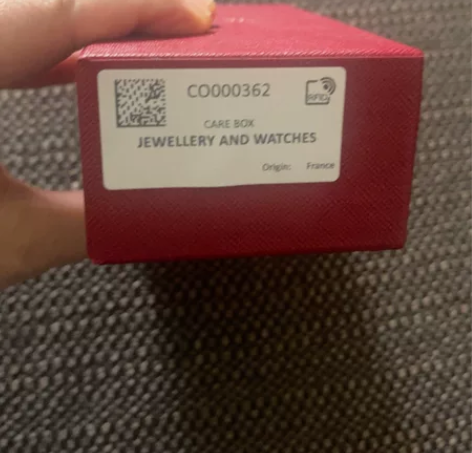 CO000362
RFID
CARE BOX
JEWELLERY AND WATCHES
Origin: France